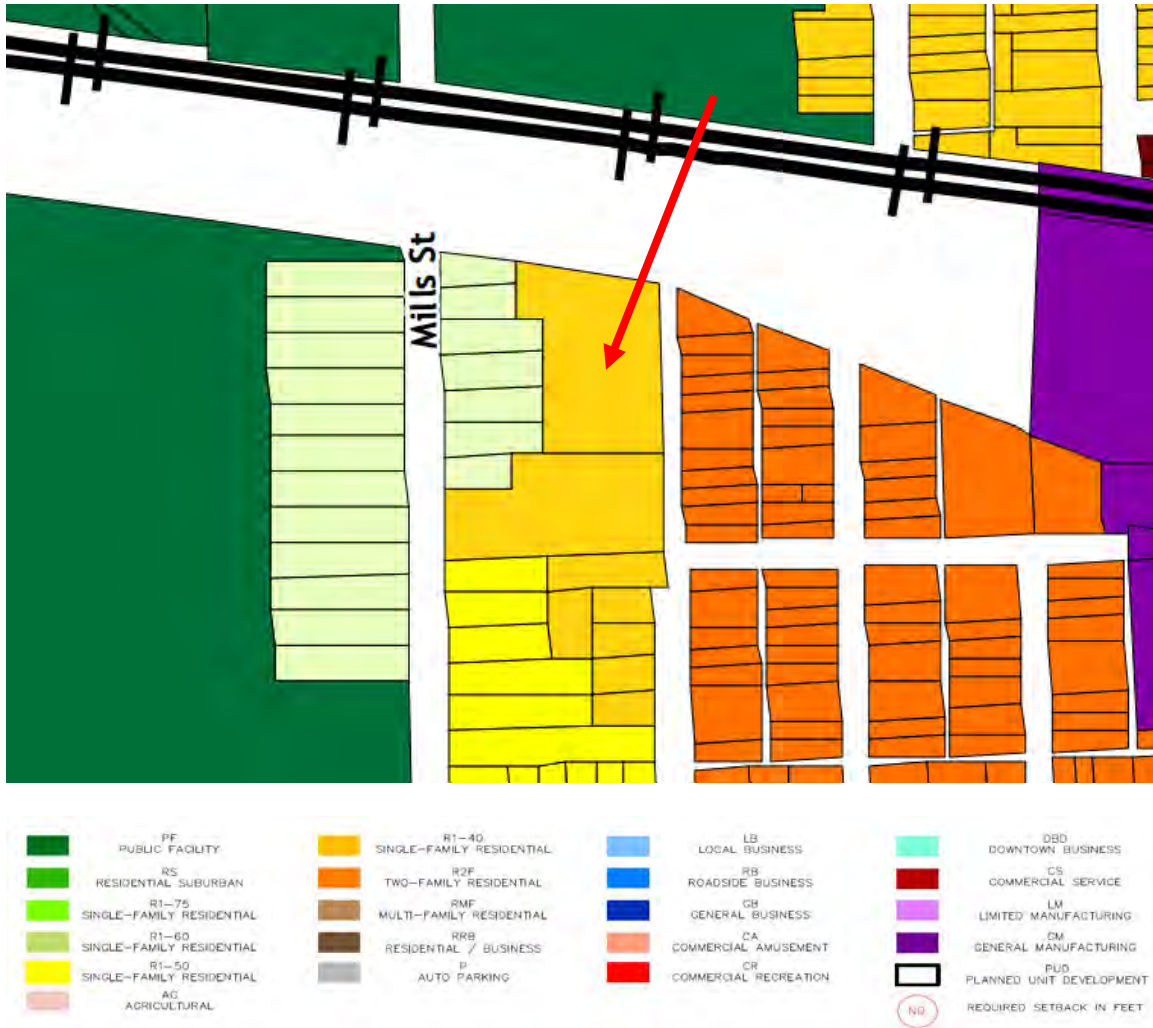 Mills St
PF
PUBLIC FACILITY
RS
RESIDENTIAL SUBURBAN
R1-75
SINGLE-FAMILY RESIDENTIAL
R1-60
SINGLE-FAMILY RESIDENTIAL
R1-50
SINGLE-FAMILY RESIDENTIAL
AG
AGRICULTURAL
R1-40
SINGLE-FAMILY RESIDENTIAL
R2F
TWO-FAMILY RESIDENTIAL
RMF
MULTI-FAMILY RESIDENTIAL
RRB
RESIDENTIAL / BUSINESS
P
AUTO PARKING
LB
LOCAL BUSINESS
RB
ROADSIDE BUSINESS
GB
GENERAL BUSINESS
CA
COMMERCIAL AMUSEMENT
CR
COMMERCIAL RECREATION
DBD
DOWNTOWN BUSINESS
CS
COMMERCIAL SERVICE
LM
LIMITED MANUFACTURING
GM
GENERAL MANUFACTURING
PUD
PLANNED UNIT DEVELOPMENT
NO
REQUIRED SETBACK IN FEET